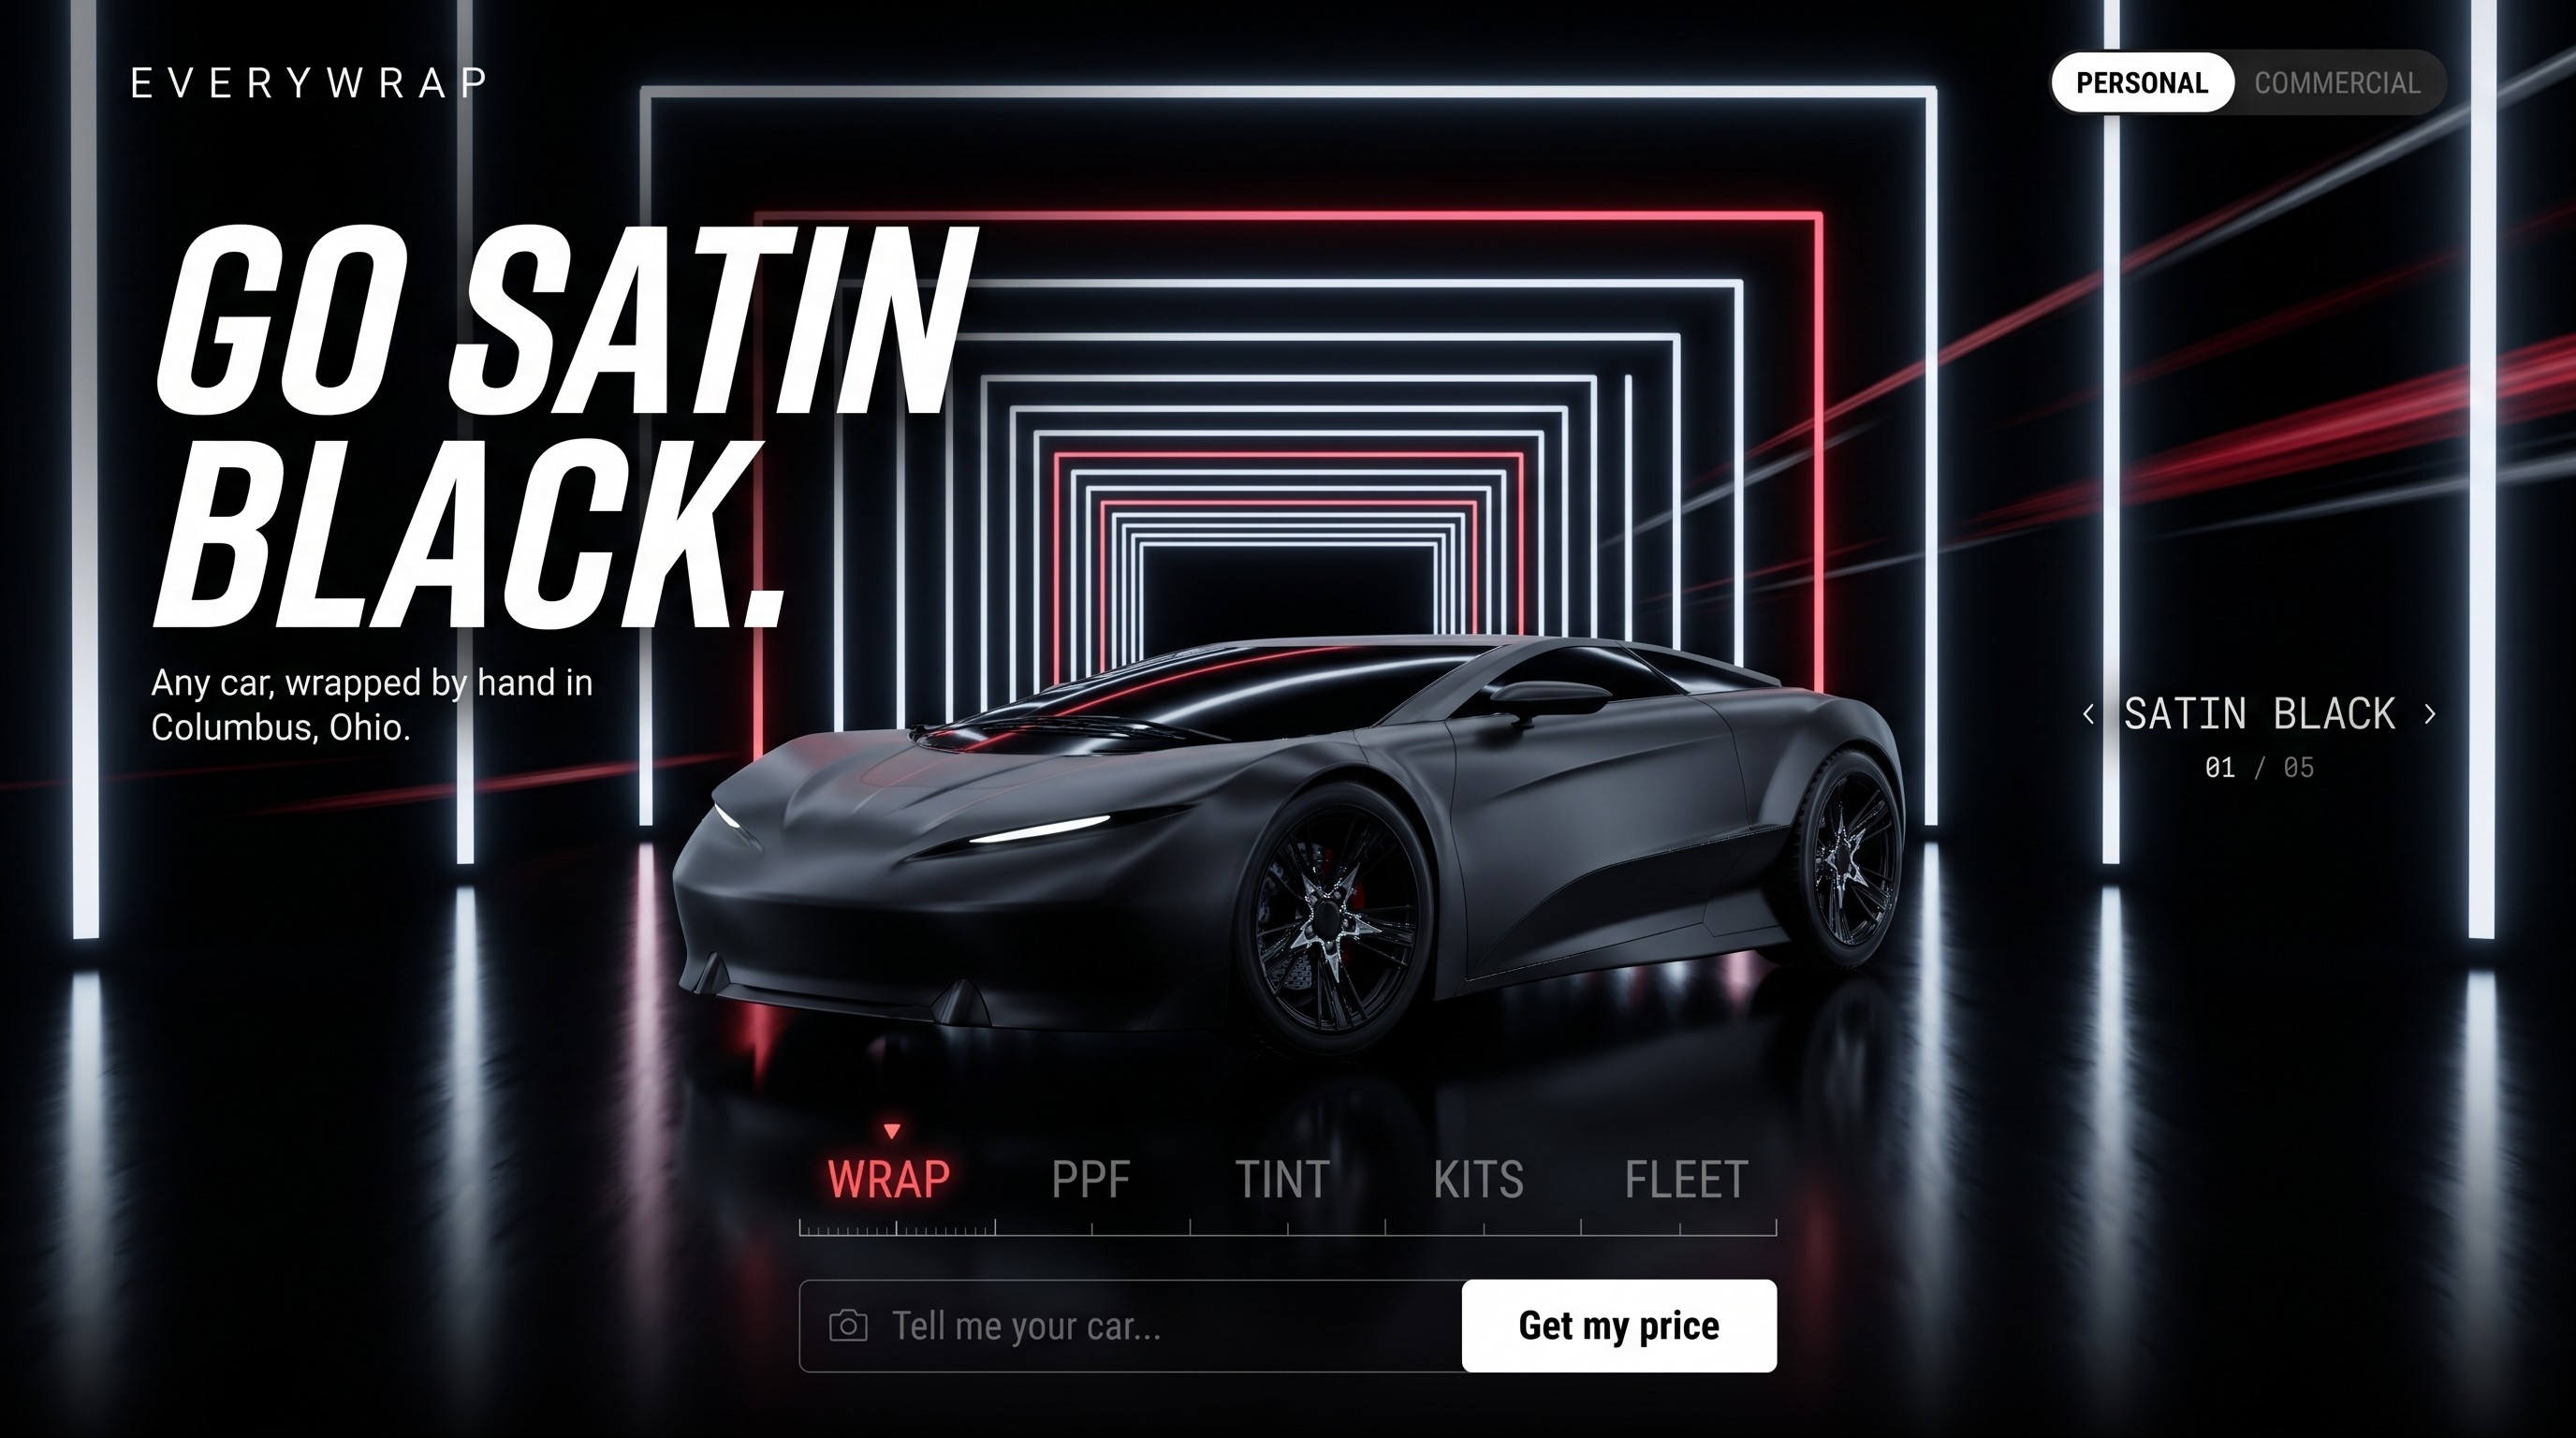 EVERYWRAP
PERSONAL COMMERCIAL
GO SATIN
BLACK.
Any car, wrapped by hand in
Columbus, Ohio.
‹ SATIN BLACK ›
01 / 05
WRAP PPF TINT KITS FLEET
Tell me your car... Get my price